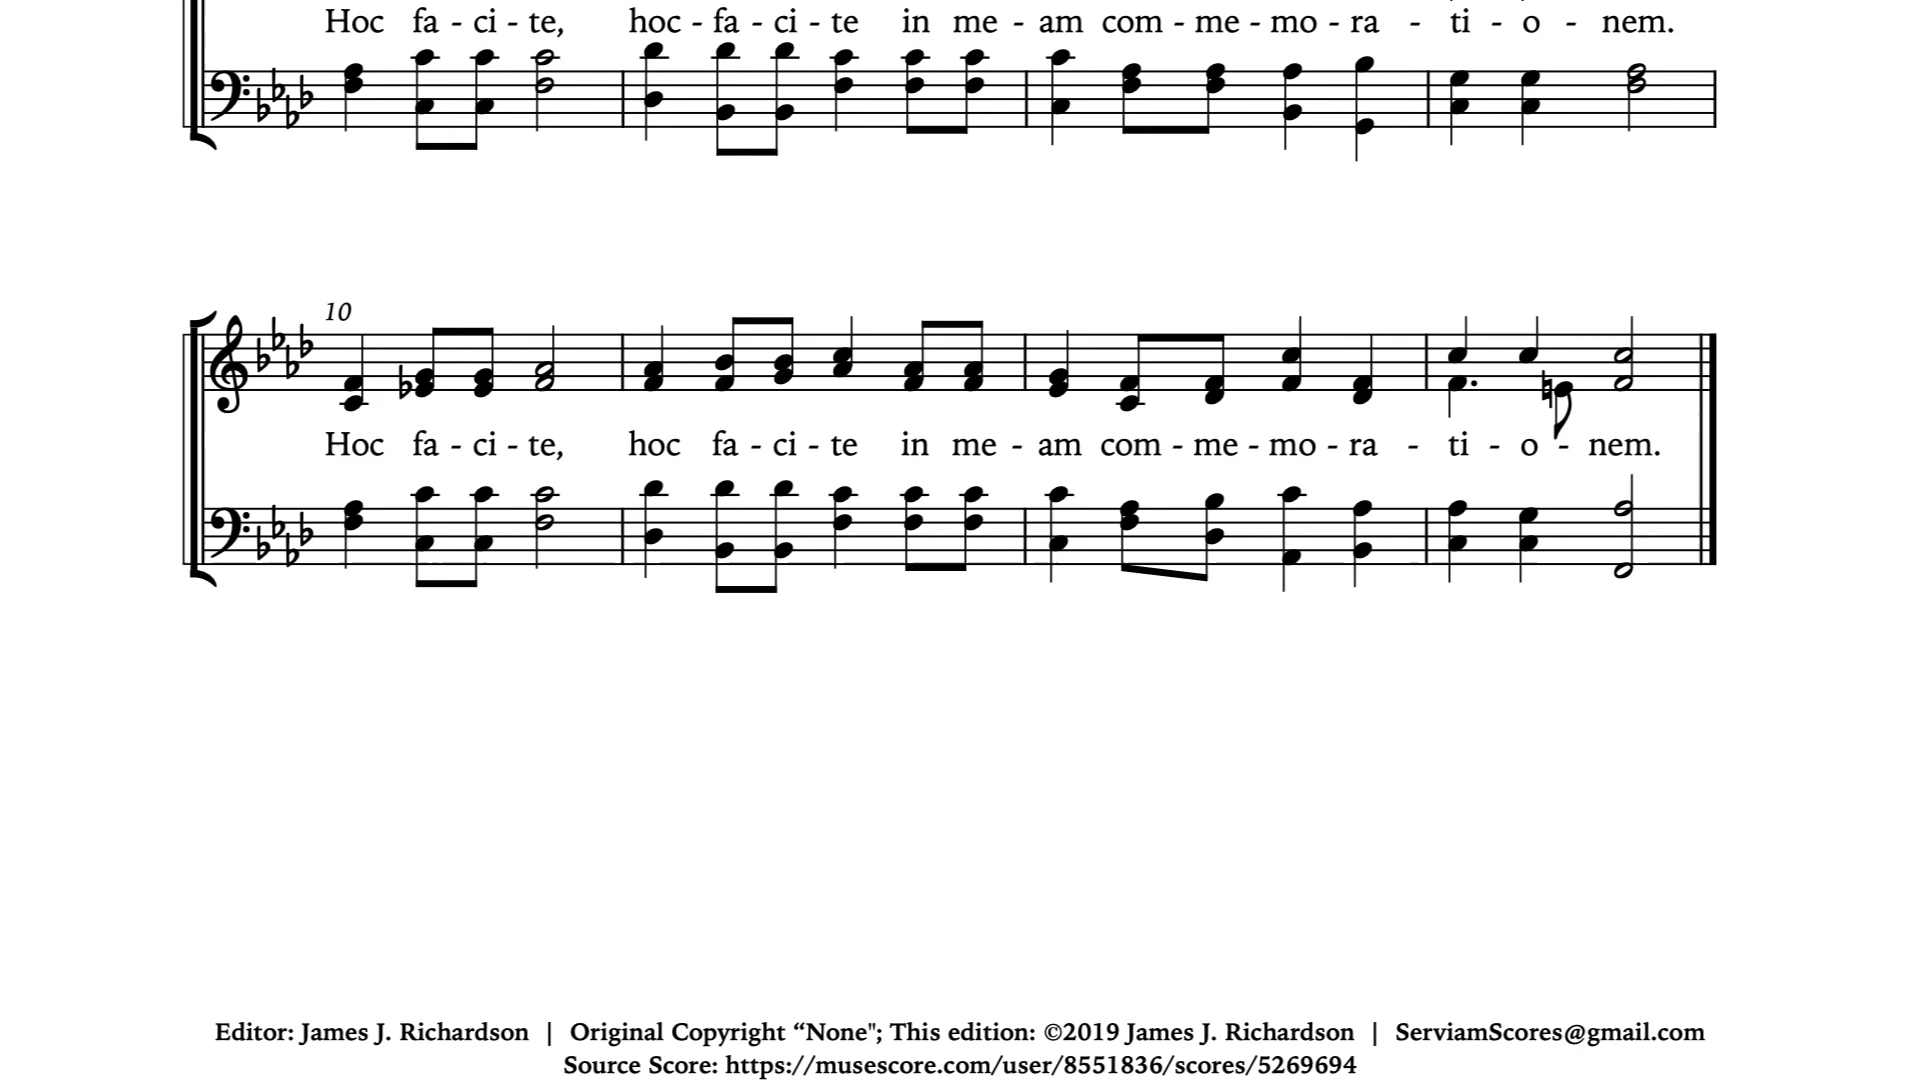 Hoc fa - ci - te, hoc - fa - ci - te in me - am com - me - mo - ra - ti - o - nem.
10
Hoc fa - ci - te, hoc fa - ci - te in me - am com - me - mo - ra - ti - o - nem.
Editor: James J. Richardson | Original Copyright “None"; This edition: ©2019 James J. Richardson | ServiamScores@gmail.com
Source Score: https://musescore.com/user/8551836/scores/5269694